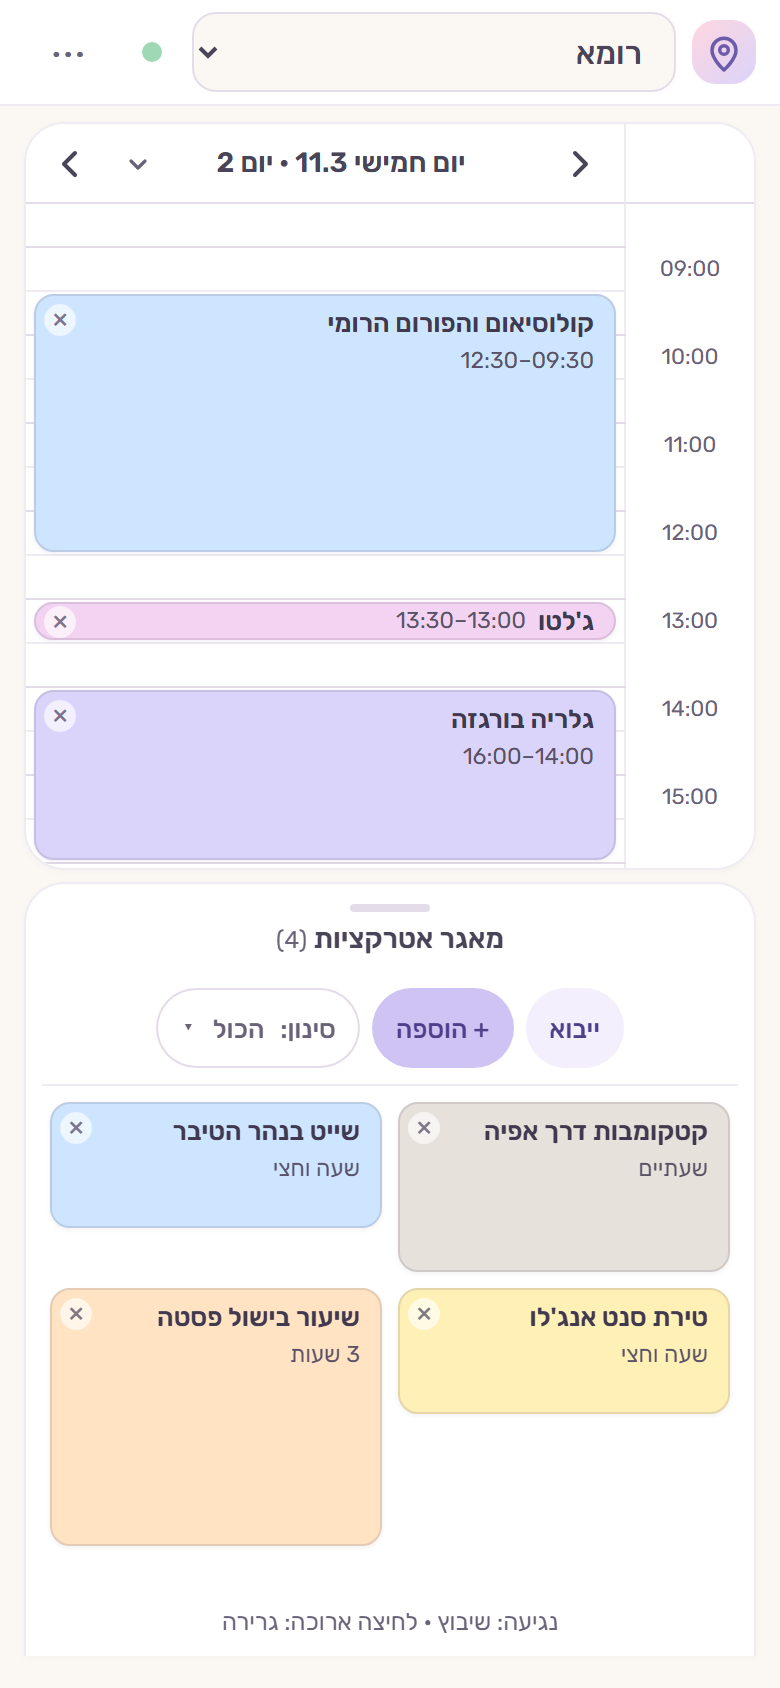 רומא
...
יום חמישי 11.3 • יום 2
09:00
10:00
11:00
12:00
13:00
14:00
15:00
קולוסיאום והפורום הרומי
09:30–12:30
ג'לטו 13:00–13:30
גלריה בורגזה
14:00–16:00
מאגר אטרקציות (4)
ייבוא
+ הוספה
סינון: הכול
קטקומבות דרך אפיה
שעתיים
שייט בנהר הטיבר
שעה וחצי
טירת סנט אנג'לו
שעה וחצי
שיעור בישול פסטה
3 שעות
נגיעה: שיבוץ • לחיצה ארוכה: גרירה